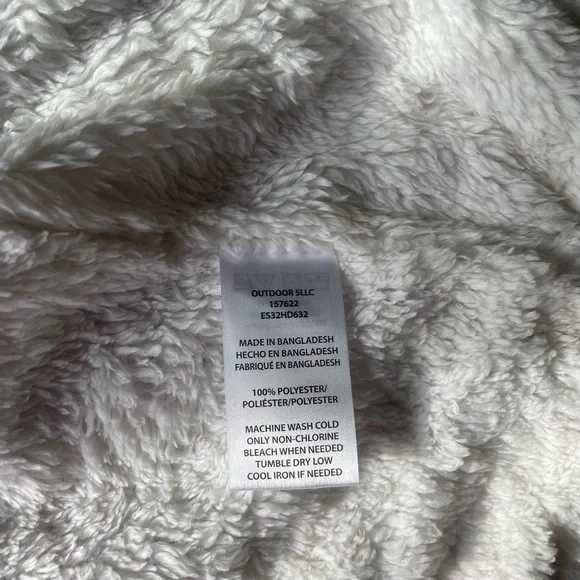 OUTDOOR 5LLC
157622
ES32HD632
MADE IN BANGLADESH
HECHO EN BANGLADESH
FABRIQUÉ EN BANGLADESH
100% POLYESTER/
POLIÉSTER/POLYESTER
MACHINE WASH COLD
ONLY NON-CHLORINE
BLEACH WHEN NEEDED
TUMBLE DRY LOW
COOL IRON IF NEEDED